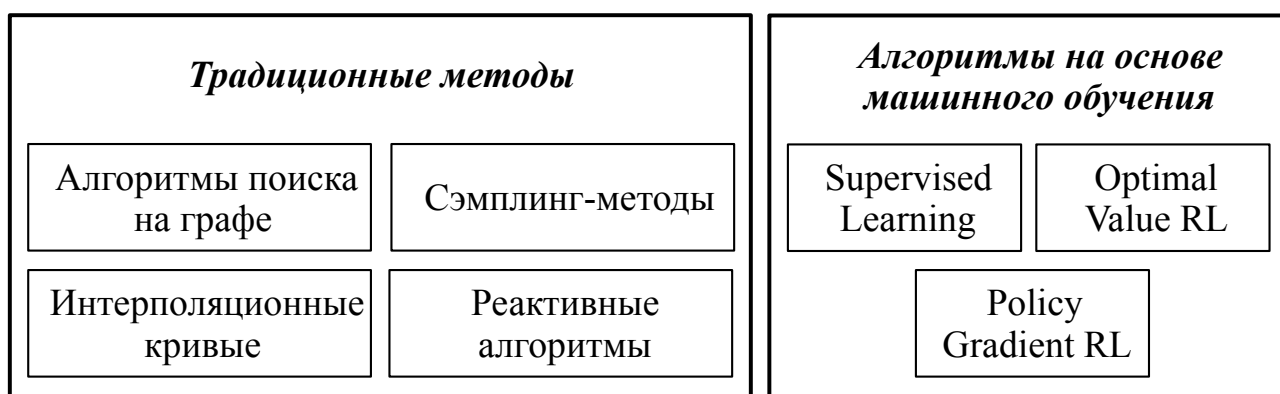 Традиционные методы
Алгоритмы поиска
на графе
Сэмплинг-методы
Интерполяционные
кривые
Реактивные
алгоритмы
Алгоритмы на основе
машинного обучения
Supervised
Learning
Optimal
Value RL
Policy
Gradient RL